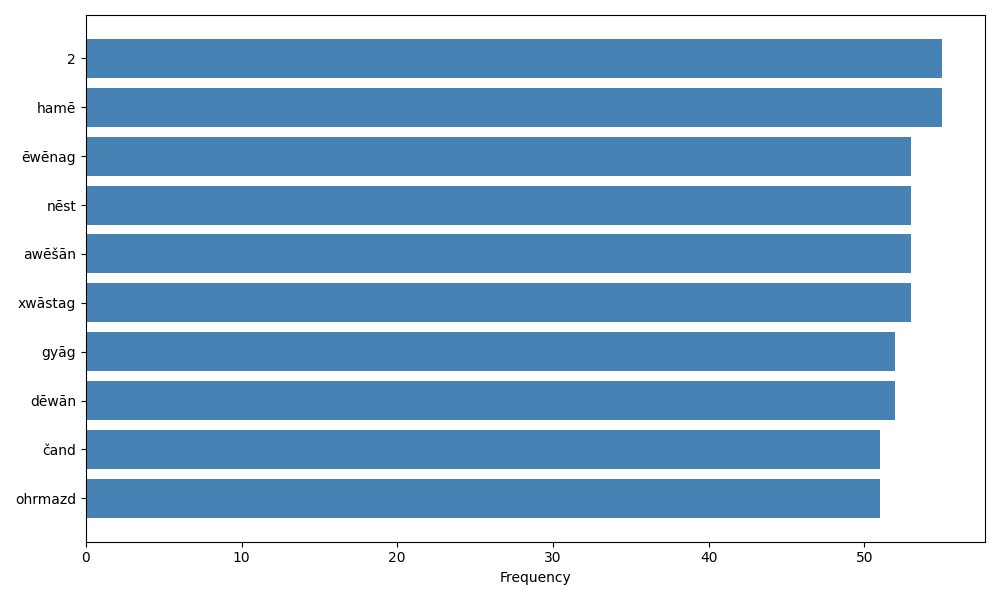 2
hamē
ēwēnag
nēst
awēšān
xwāstag
gyāg
dēwān
čand
ohrmazd
0 10 20 30 40 50
Frequency